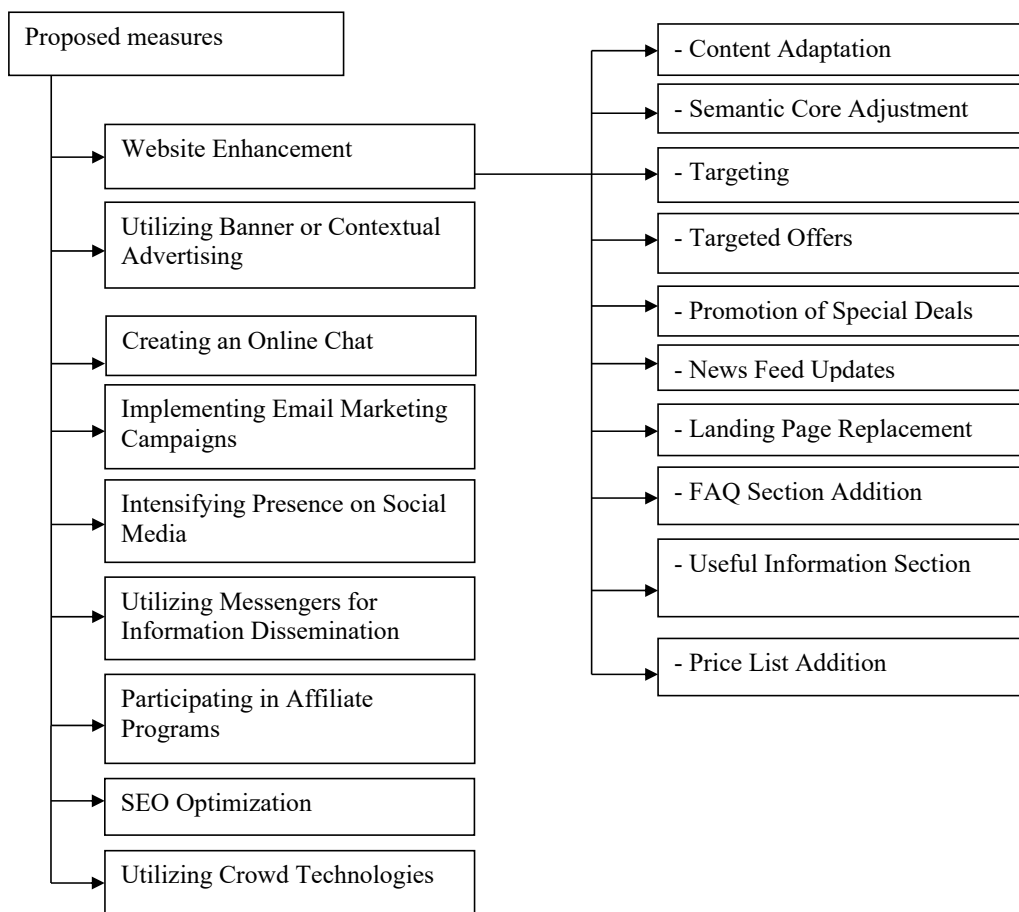 Proposed measures
Website Enhancement
Utilizing Banner or Contextual
Advertising
Creating an Online Chat
Implementing Email Marketing
Campaigns
Intensifying Presence on Social
Media
Utilizing Messengers for
Information Dissemination
Participating in Affiliate
Programs
SEO Optimization
Utilizing Crowd Technologies
- Content Adaptation
- Semantic Core Adjustment
- Targeting
- Targeted Offers
- Promotion of Special Deals
- News Feed Updates
- Landing Page Replacement
- FAQ Section Addition
- Useful Information Section
- Price List Addition